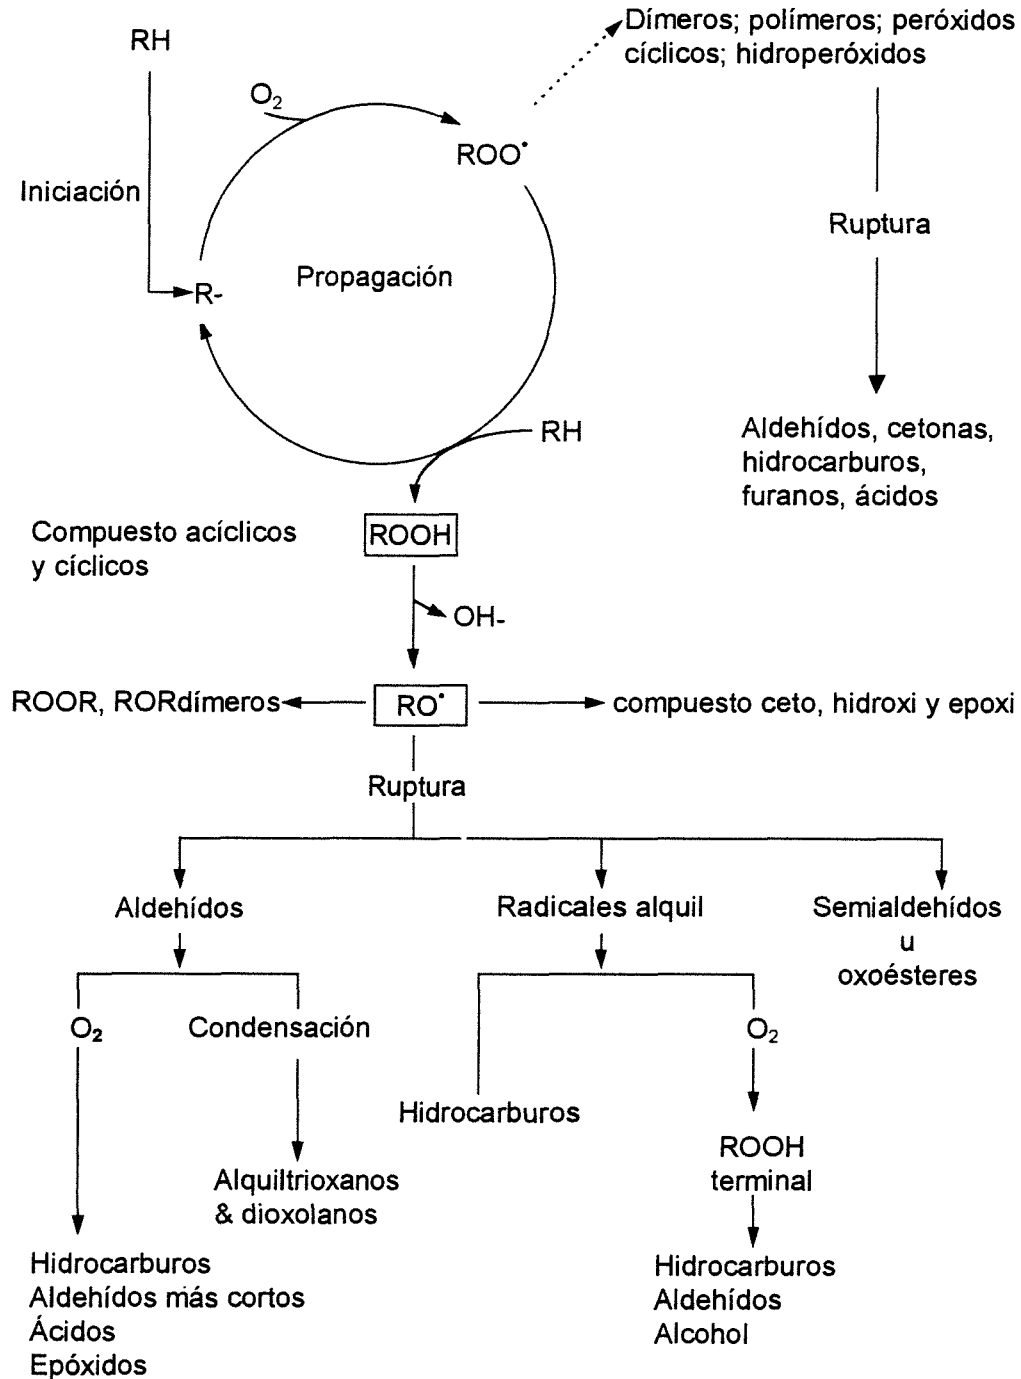 Dímeros; polímeros; peróxidos
cíclicos; hidroperóxidos
RH
O₂
ROO•
Iniciación
Ruptura
Propagación
R-
RH
Aldehídos, cetonas,
hidrocarburos,
furanos, ácidos
Compuesto acíclicos
y cíclicos
ROOH
OH-
ROOR, RORdímeros
RO•
compuesto ceto, hidroxi y epoxi
Ruptura
Aldehídos
Radicales alquil
Semialdehídos
u
oxoésteres
O₂
Condensación
O₂
Hidrocarburos
ROOH
terminal
Alquiltrioxanos
& dioxolanos
Hidrocarburos
Aldehídos más cortos
Ácidos
Epóxidos
Hidrocarburos
Aldehídos
Alcohol